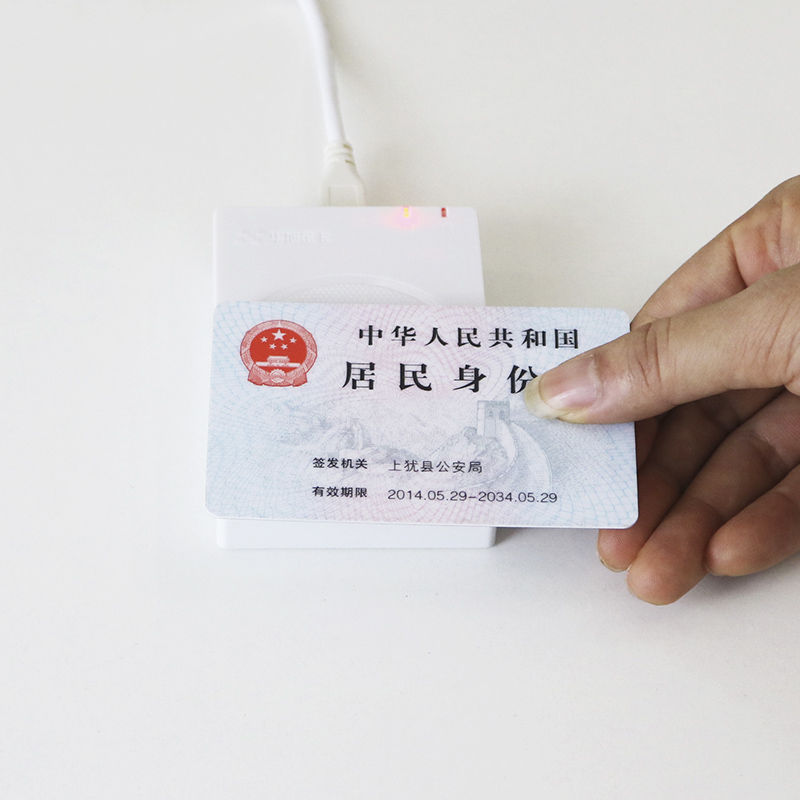 中华人民共和国
居民身份
签发机关 上犹县公安局
有效期限 2014.05.29-2034.05.29